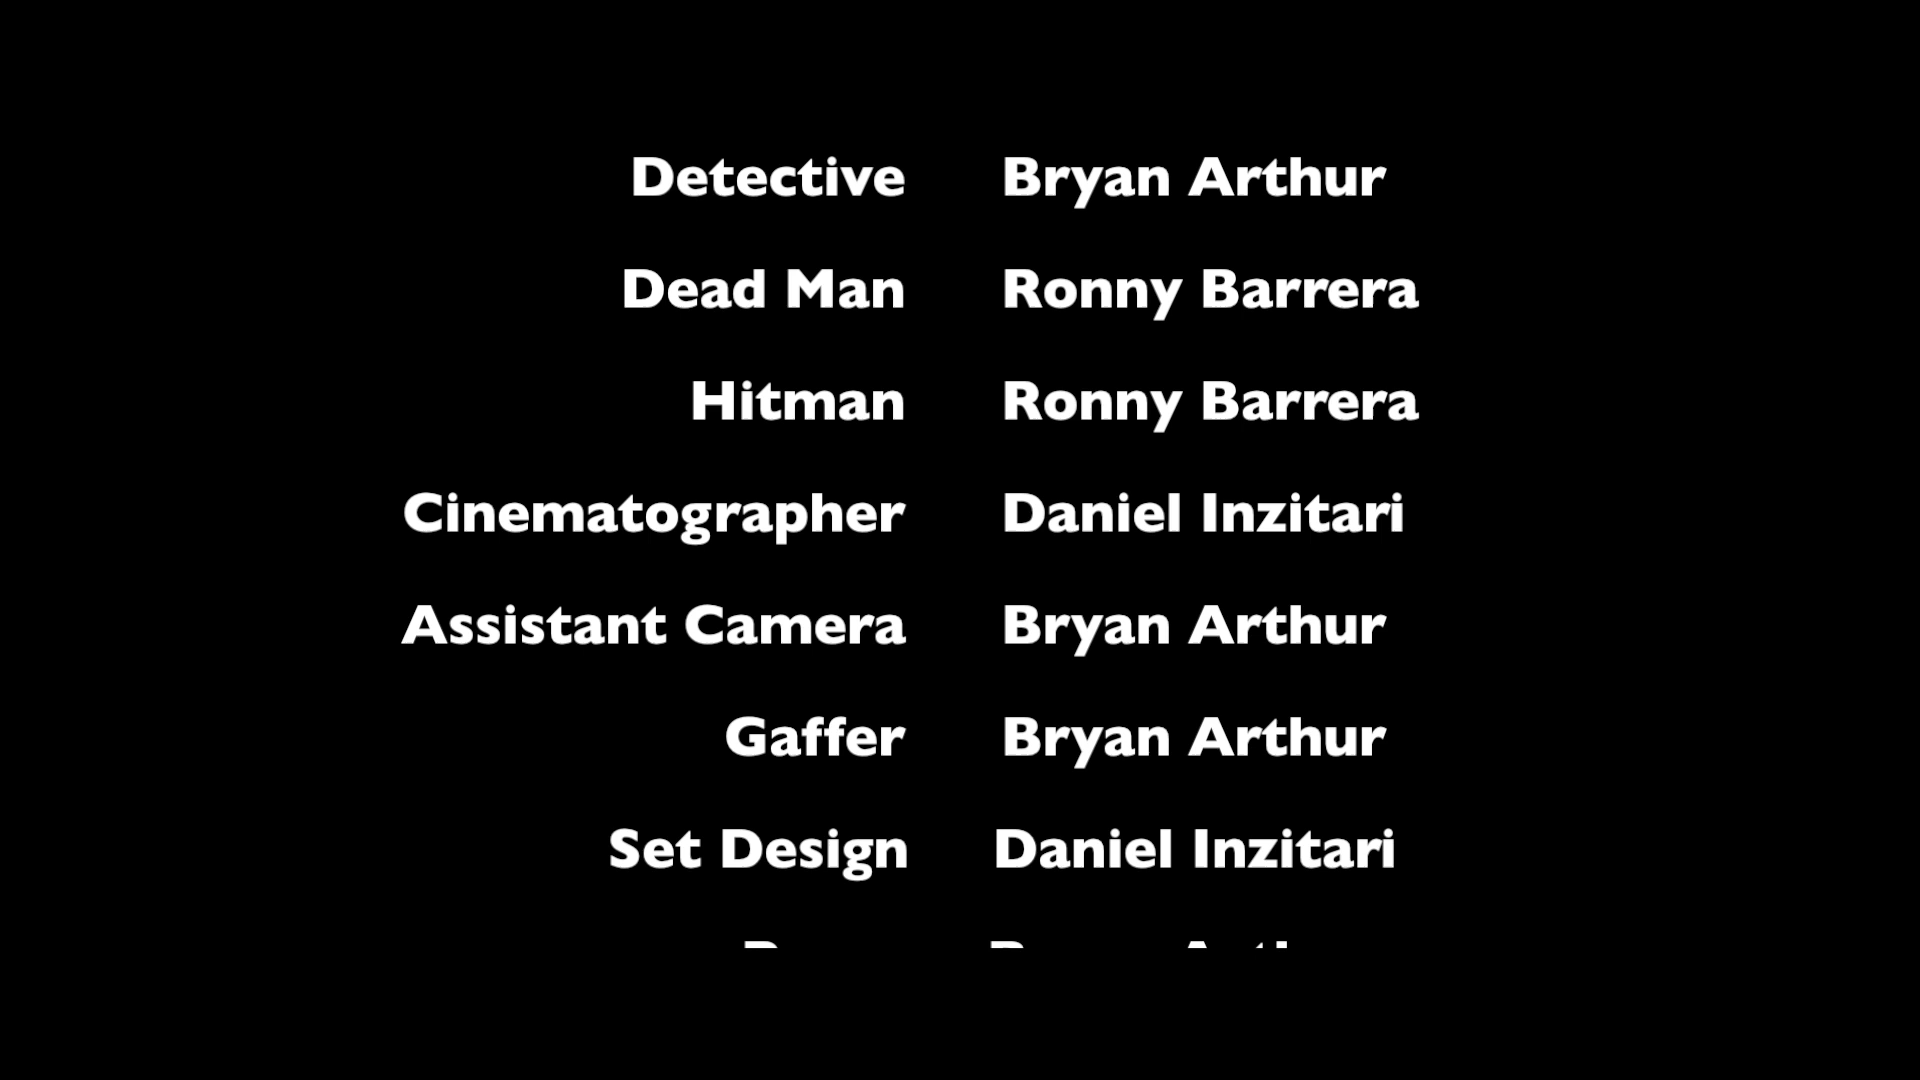 Detective Bryan Arthur
Dead Man Ronny Barrera
Hitman Ronny Barrera
Cinematographer Daniel Inzitari
Assistant Camera Bryan Arthur
Gaffer Bryan Arthur
Set Design Daniel Inzitari